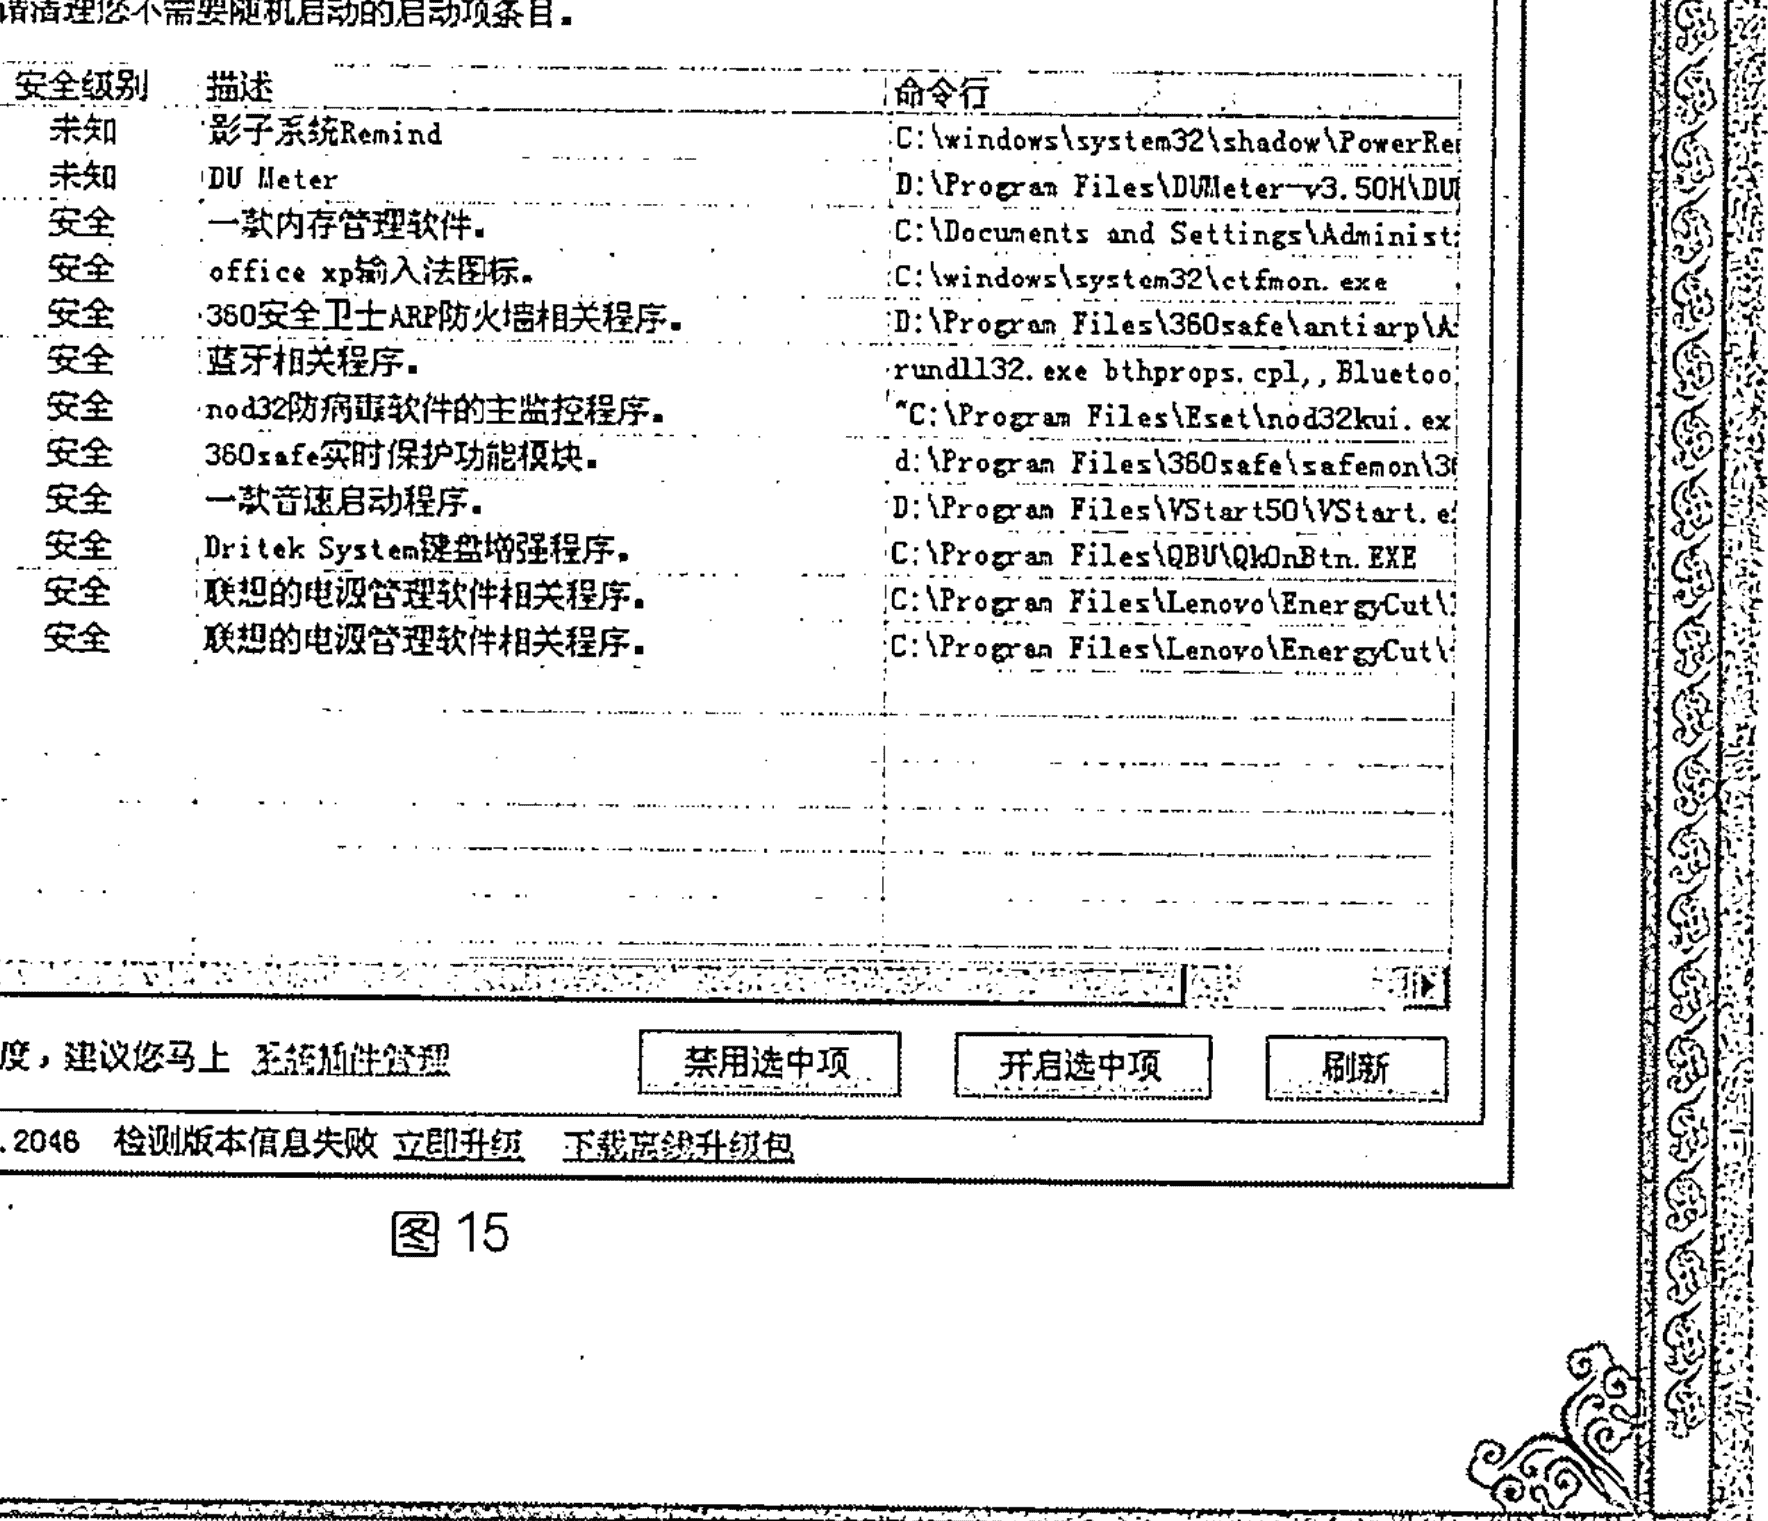 请清理您不需要随机启动的启动项条目。
安全级别 描述 命令行
未知 影子系统Remind C:\windows\system32\shadow\PowerRe
未知 DU Meter D:\Program Files\DUMeter-v3.50H\DU
安全 一款内存管理软件。 C:\Documents and Settings\Administ
安全 office xp输入法图标。 C:\windows\system32\ctfmon.exe
安全 360安全卫士ARP防火墙相关程序。 D:\Program Files\360safe\antiarp\A
安全 蓝牙相关程序。 rundll32.exe bthprops.cpl,,Bluetoo
安全 nod32防病毒软件的主监控程序。 "C:\Program Files\Eset\nod32kui.ex
安全 360safe实时保护功能模块。 d:\Program Files\360safe\safemon\36
安全 一款音速启动程序。 D:\Program Files\VStart50\VStart.e
安全 Dritek System键盘增强程序。 C:\Program Files\QBU\QkOnBtn.EXE
安全 联想的电源管理软件相关程序。 C:\Program Files\Lenovo\EnergyCut\
安全 联想的电源管理软件相关程序。 C:\Program Files\Lenovo\EnergyCut\
度，建议您马上 系统插件管理 禁用选中项 开启选中项 刷新
.2046 检测版本信息失败 立即升级 下载离线升级包
图 15